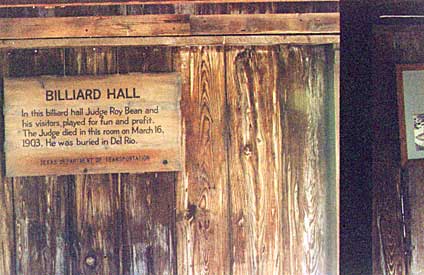 BILLIARD HALL
In this billiard hall Judge Roy Bean and
his visitors, played for fun and profit.
The Judge died in this room on March 16,
1903. He was buried in Del Rio.
TEXAS DEPARTMENT OF TRANSPORTATION